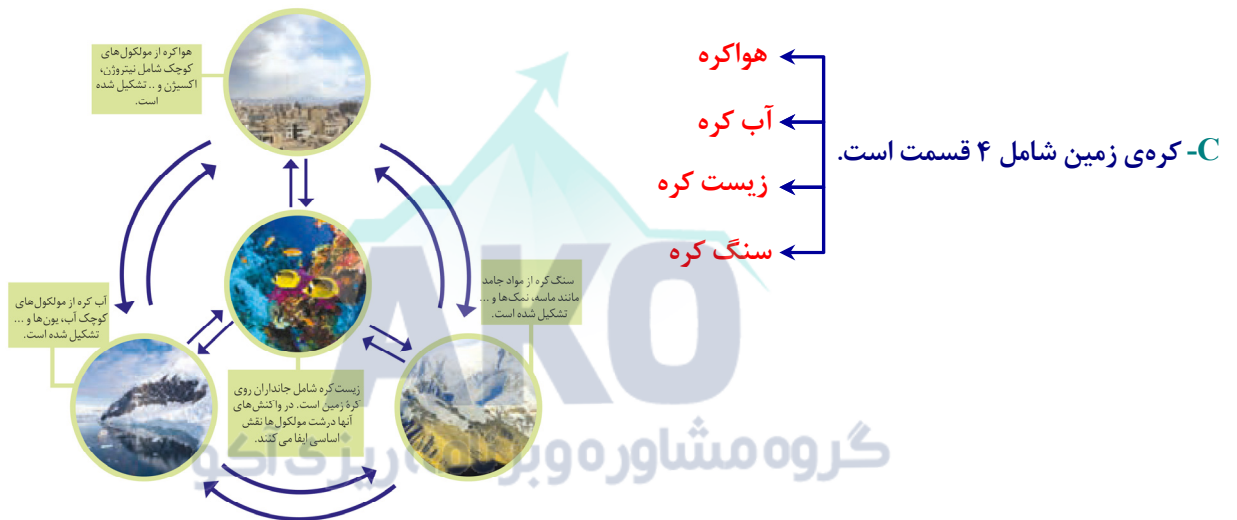 C- کره‌ی زمین شامل ۴ قسمت است.
هواکره
آب کره
زیست کره
سنگ کره
هواکره از مولکول‌های
کوچک شامل نیتروژن،
اکسیژن و .. تشکیل شده
است.
سنگ کره از مواد جامد
مانند ماسه، نمک‌ها و ...
تشکیل شده است.
آب کره از مولکول‌های
کوچک آب، یون‌ها و ...
تشکیل شده است.
زیست‌کره شامل جانداران روی
کرهٔ زمین است. در واکنش‌های
آنها درشت مولکول‌ها نقش
اساسی ایفا می‌کنند.
AKO
گروه مشاوره و برنامه ریزی آکو